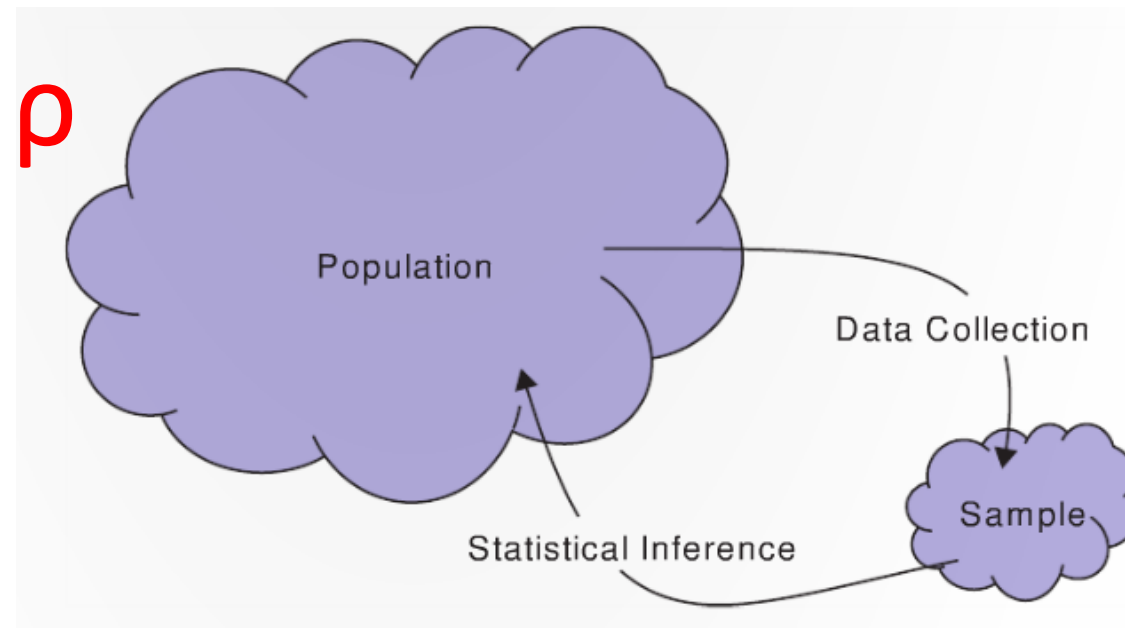 ρ
Population
Data Collection
Sample
Statistical Inference